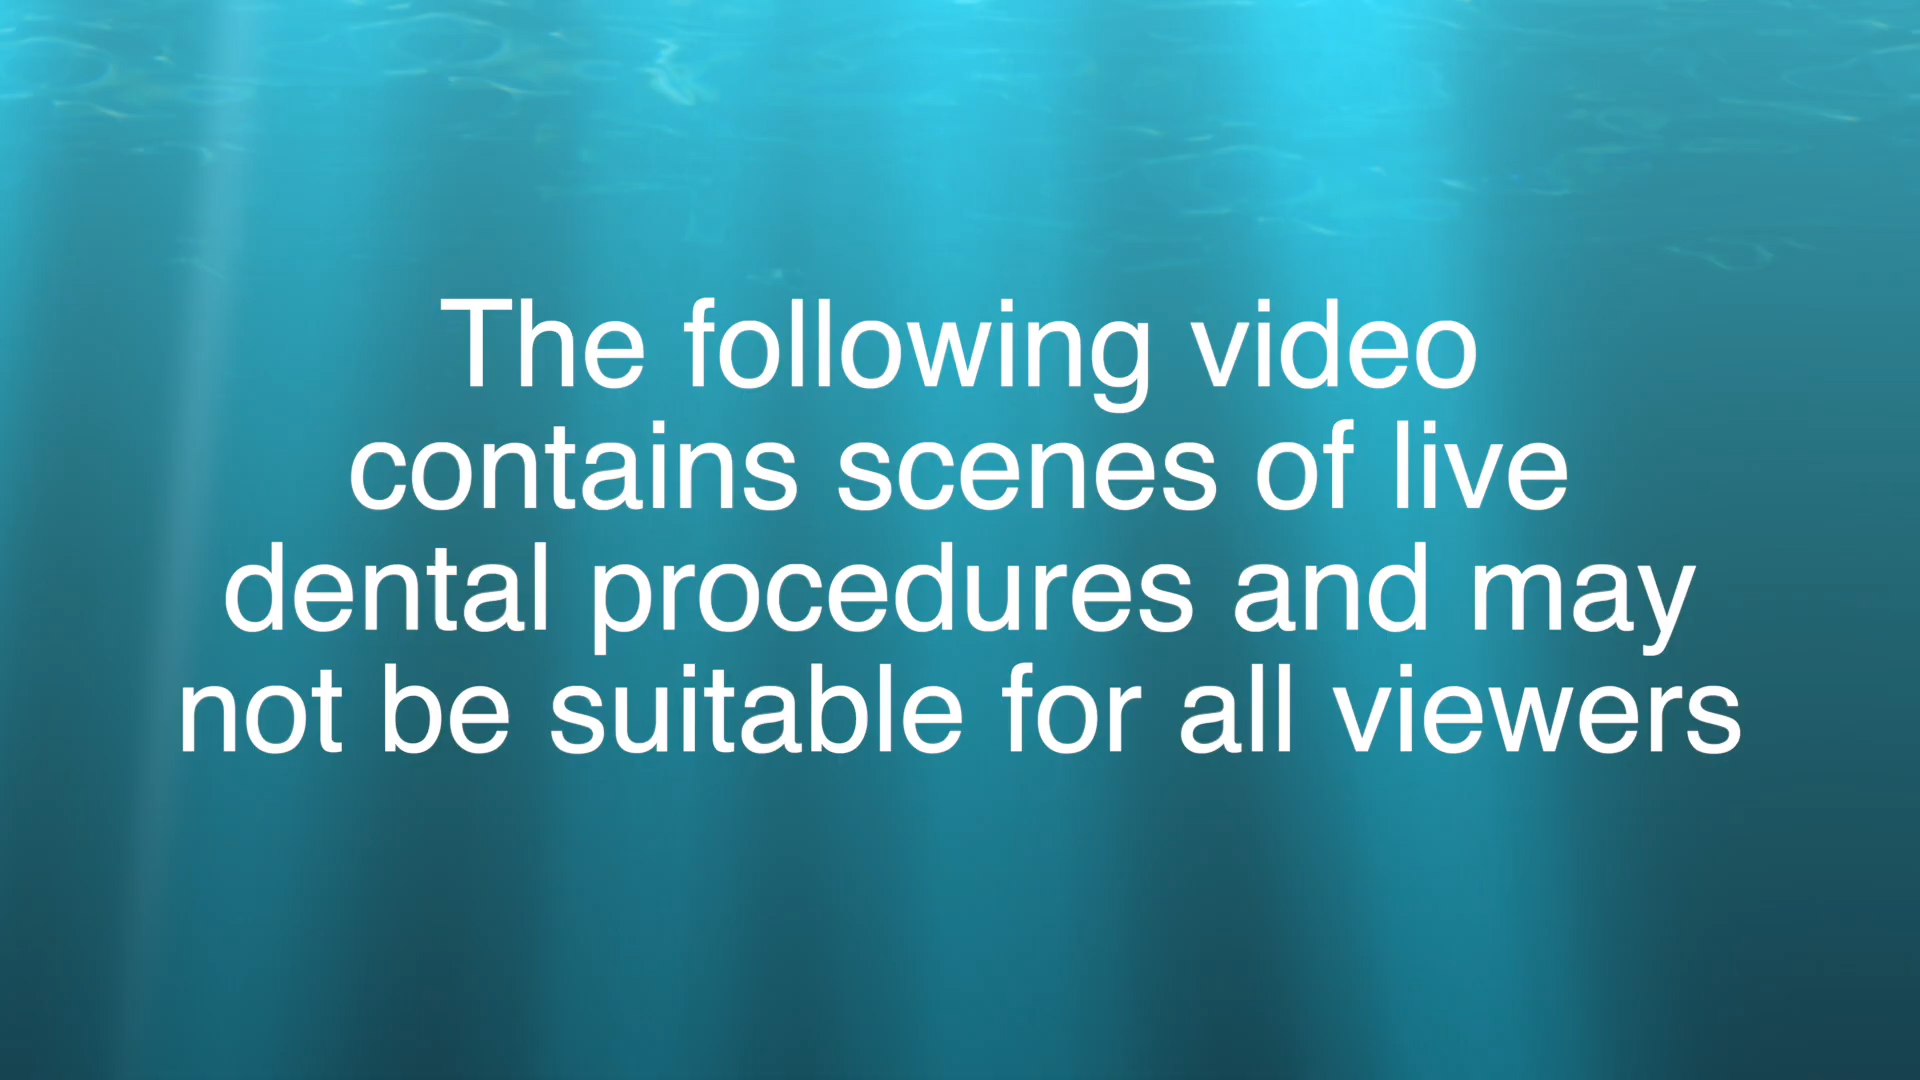 The following video
contains scenes of live
dental procedures and may
not be suitable for all viewers